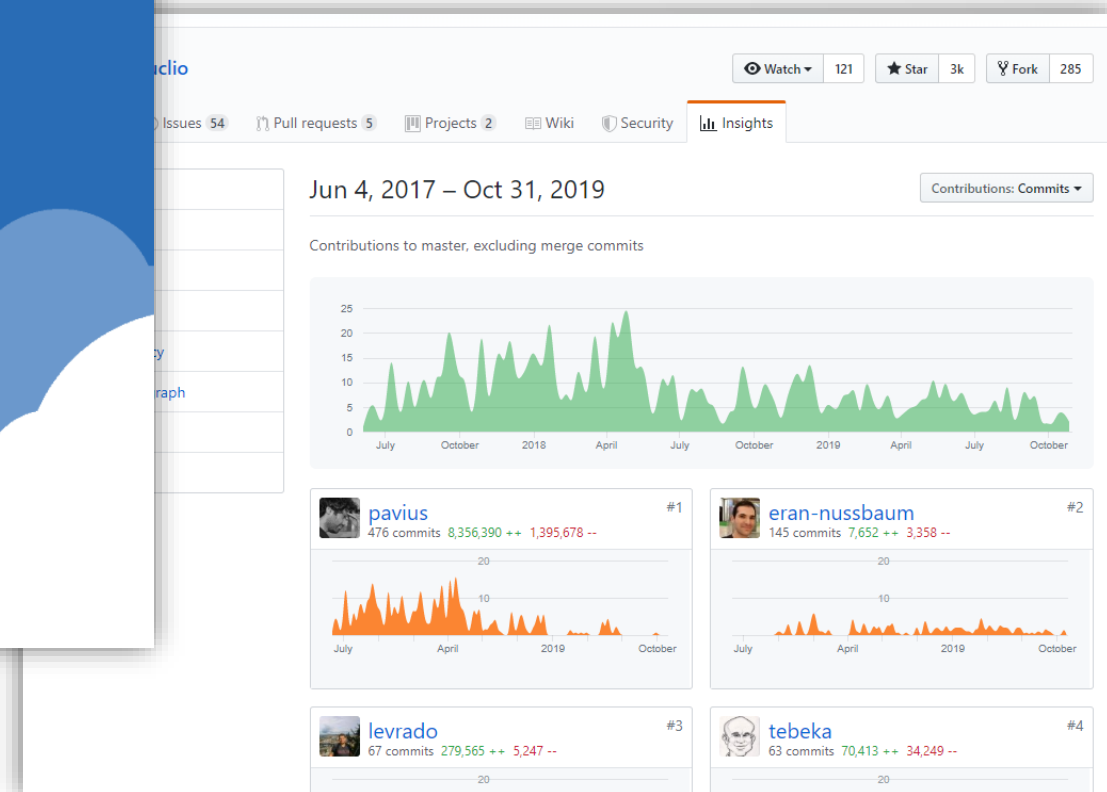 uclio
Watch 121 Star 3k Fork 285
Issues 54 Pull requests 5 Projects 2 Wiki Security Insights
Jun 4, 2017 – Oct 31, 2019
Contributions: Commits
Contributions to master, excluding merge commits
25
20
15
10
5
0
July October 2018 April July October 2019 April July October
cy
raph
pavius #1
476 commits 8,356,390 ++ 1,395,678 --
20
10
July April 2019 October
eran-nussbaum #2
145 commits 7,652 ++ 3,358 --
20
10
July April 2019 October
levrado #3
67 commits 279,565 ++ 5,247 --
20
tebeka #4
63 commits 70,413 ++ 34,249 --
20